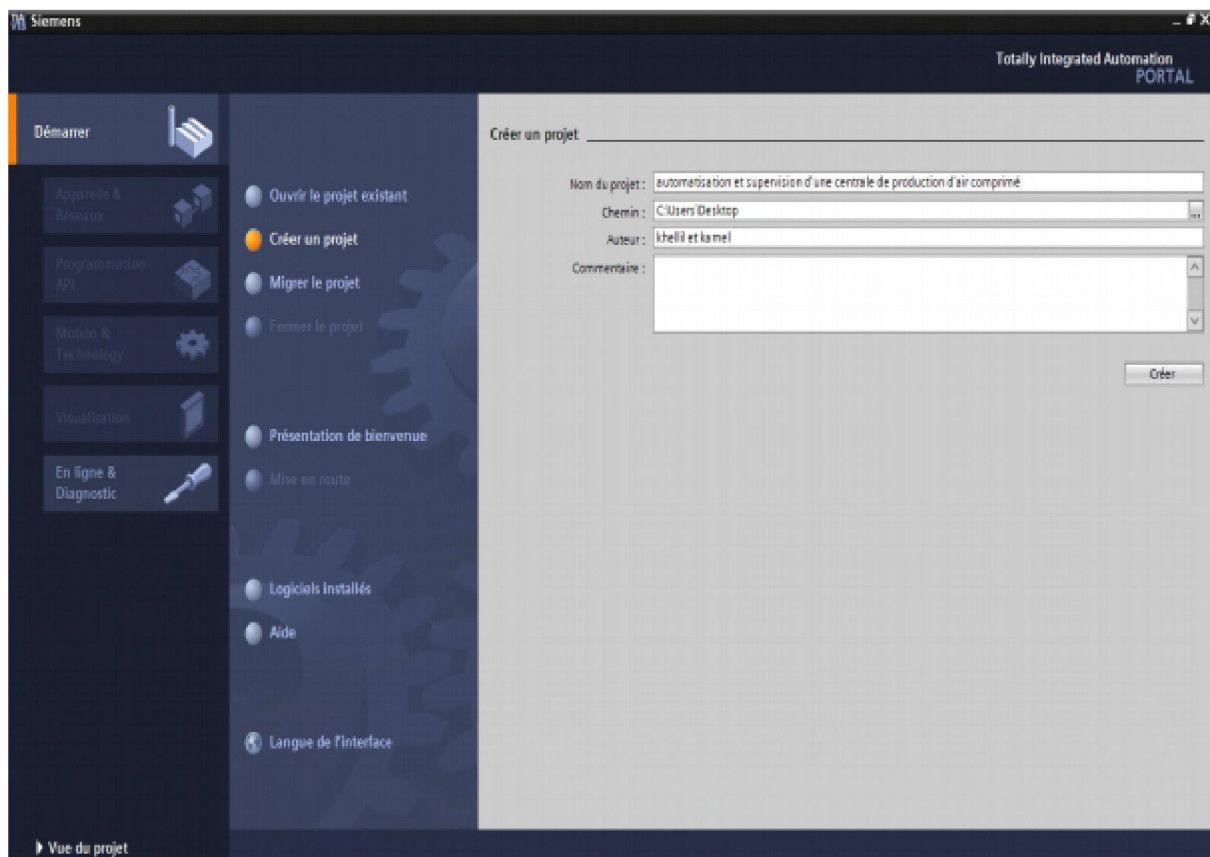 Siemens
Totally Integrated Automation
PORTAL
Démarrer
Appareils &
Réseaux
Programmation
API
Motion &
Technology
Visualisation
En ligne &
Diagnostic
Vue du projet
Ouvrir le projet existant
Créer un projet
Migrer le projet
Fermer le projet
Présentation de bienvenue
Mise en route
Logiciels installés
Aide
Langue de l'interface
Créer un projet
Nom du projet : automatisation et supervision d'une centrale de production d'air comprimé
Chemin : C:\Users\Desktop ...
Auteur : khellil et kamel
Commentaire :
Créer